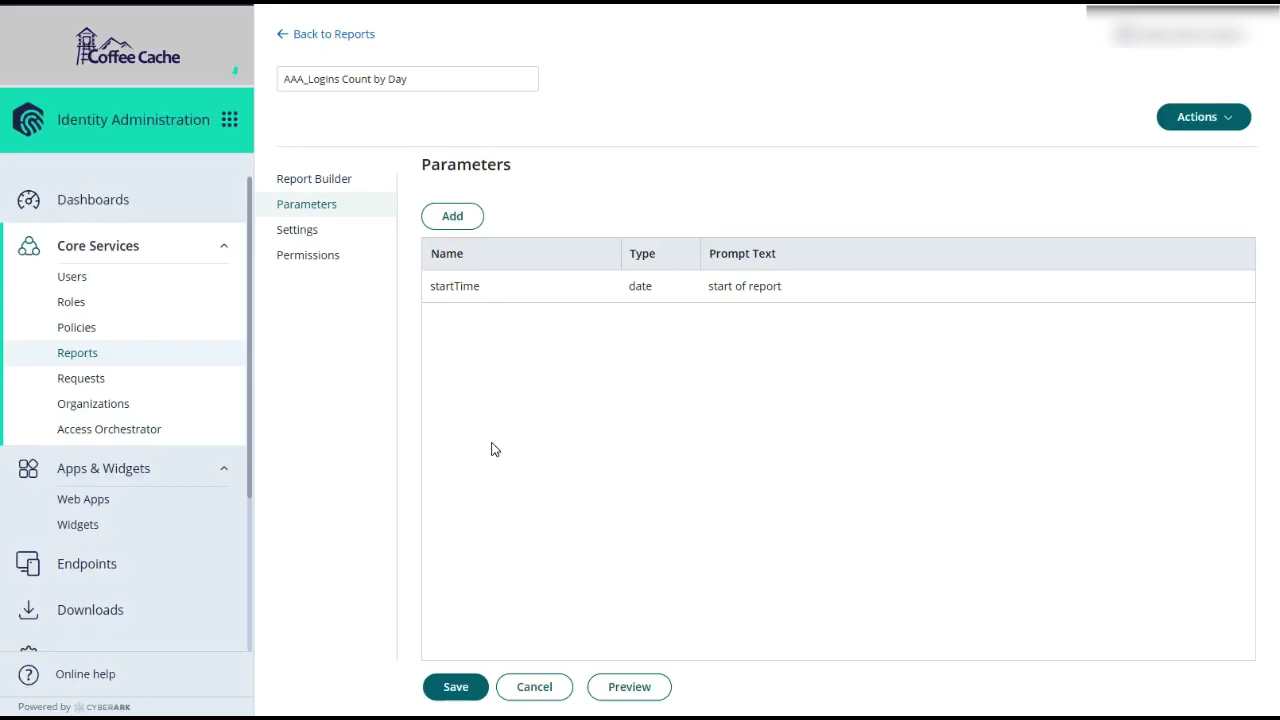 Coffee Cache
Identity Administration
Dashboards
Core Services
Users
Roles
Policies
Reports
Requests
Organizations
Access Orchestrator
Apps & Widgets
Web Apps
Widgets
Endpoints
Downloads
Online help
Powered by CYBERARK
Back to Reports
AAA_Logins Count by Day
Actions
Report Builder
Parameters
Settings
Permissions
Parameters
Add
Name Type Prompt Text
startTime date start of report
Save Cancel Preview